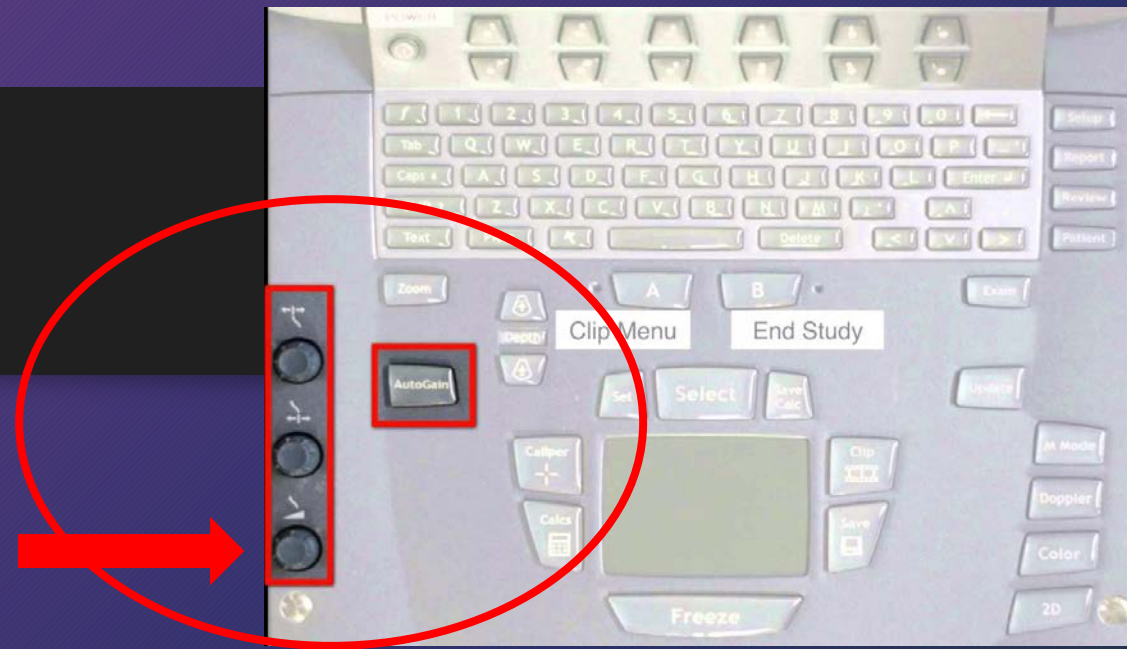 POWER
1 2 3 4 5 6 7 8 9 0
Tab Q W E R T Y U I O P
Caps A S D F G H J K L Enter
Z X C V B N M
Text Delete
Setup
Report
Review
Patient
Zoom
A
B
Exam
Depth
Clip Menu
End Study
AutoGain
Set
Select
Save
Calc
Update
Caliper
Clip
M Mode
Calcs
Save
Doppler
Color
Freeze
2D